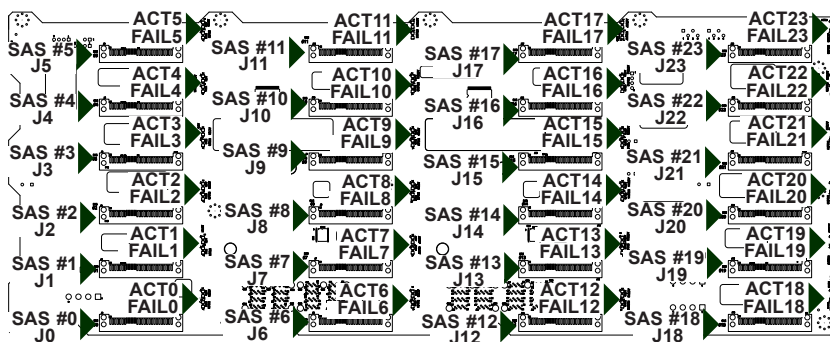 ACT5
FAIL5
SAS #5
J5
ACT4
FAIL4
SAS #4
J4
ACT3
FAIL3
SAS #3
J3
ACT2
FAIL2
SAS #2
J2
ACT1
FAIL1
SAS #1
J1
ACT0
FAIL0
SAS #0
J0
ACT11
FAIL11
SAS #11
J11
ACT10
FAIL10
SAS #10
J10
ACT9
FAIL9
SAS #9
J9
ACT8
FAIL8
SAS #8
J8
ACT7
FAIL7
SAS #7
J7
ACT6
FAIL6
SAS #6
J6
ACT17
FAIL17
SAS #17
J17
ACT16
FAIL16
SAS #16
J16
ACT15
FAIL15
SAS #15
J15
ACT14
FAIL14
SAS #14
J14
ACT13
FAIL13
SAS #13
J13
ACT12
FAIL12
SAS #12
J12
ACT23
FAIL23
SAS #23
J23
ACT22
FAIL22
SAS #22
J22
ACT21
FAIL21
SAS #21
J21
ACT20
FAIL20
SAS #20
J20
ACT19
FAIL19
SAS #19
J19
ACT18
FAIL18
SAS #18
J18